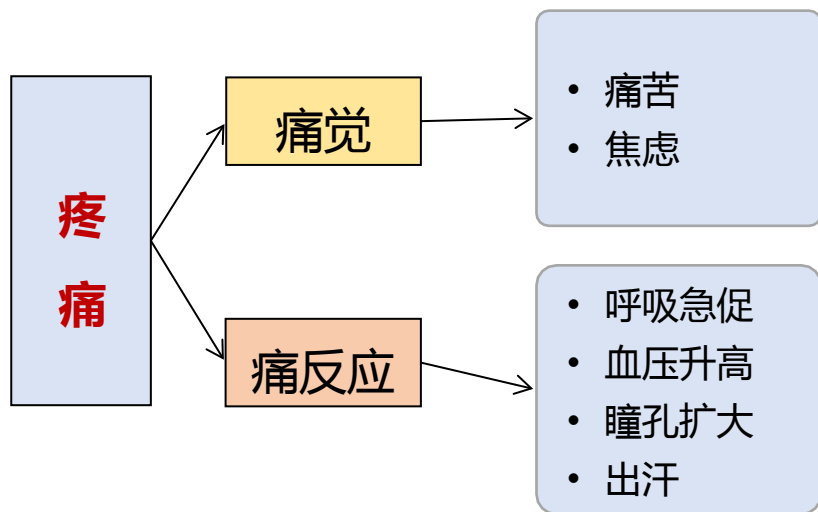 疼
痛
痛觉
• 痛苦
• 焦虑
痛反应
• 呼吸急促
• 血压升高
• 瞳孔扩大
• 出汗